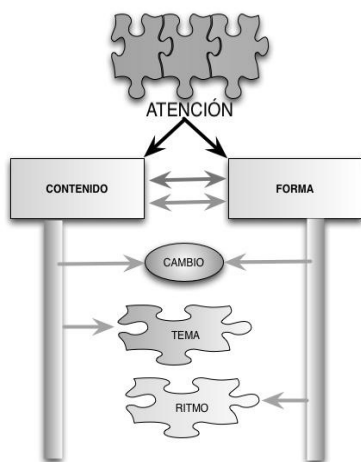 ATENCIÓN
CONTENIDO
FORMA
CAMBIO
TEMA
RITMO